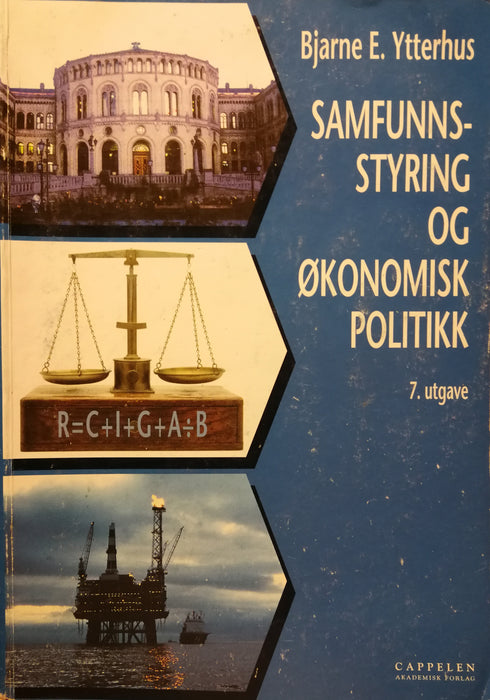 Bjarne E. Ytterhus
SAMFUNNS-
STYRING
OG
ØKONOMISK
POLITIKK
7. utgave
R=C+I+G+A÷B
CAPPELEN
AKADEMISK FORLAG